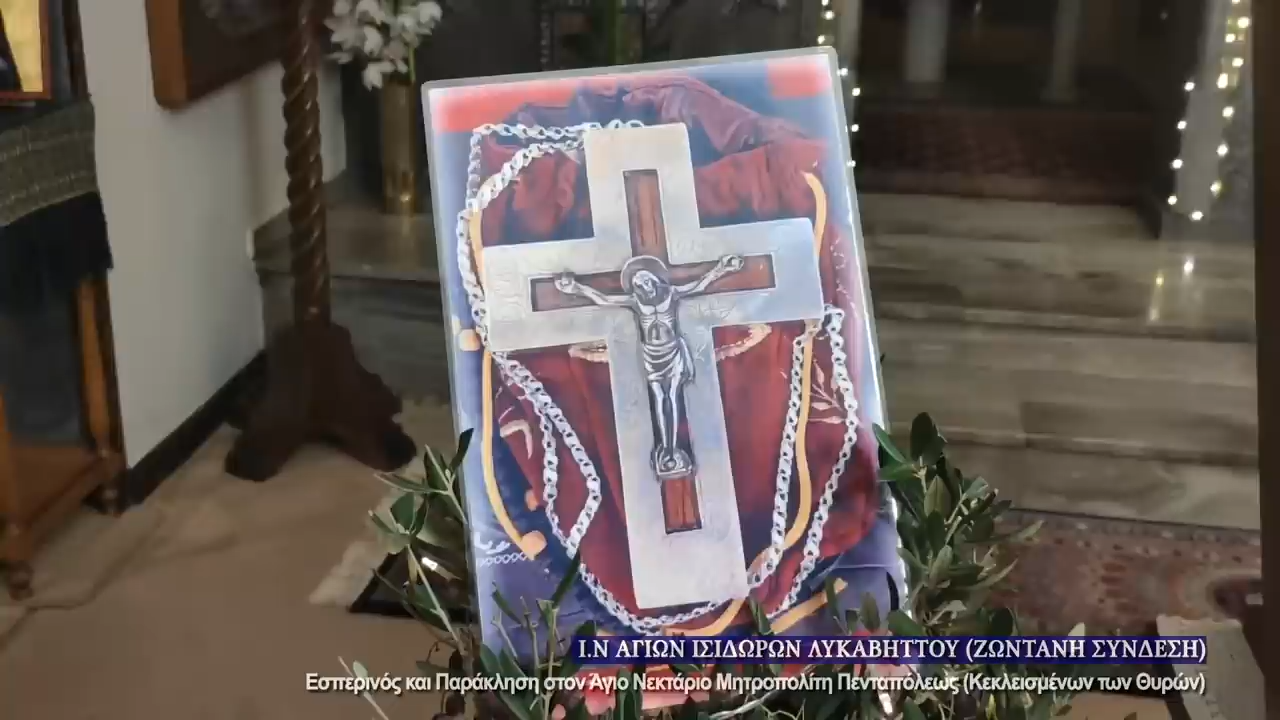 Ι.Ν ΑΓΙΩΝ ΙΣΙΔΩΡΩΝ ΛΥΚΑΒΗΤΤΟΥ (ΖΩΝΤΑΝΗ ΣΥΝΔΕΣΗ)
Εσπερινός και Παράκληση στον Άγιο Νεκτάριο Μητροπολίτη Πενταπόλεως (Κεκλεισμένων των Θυρών)